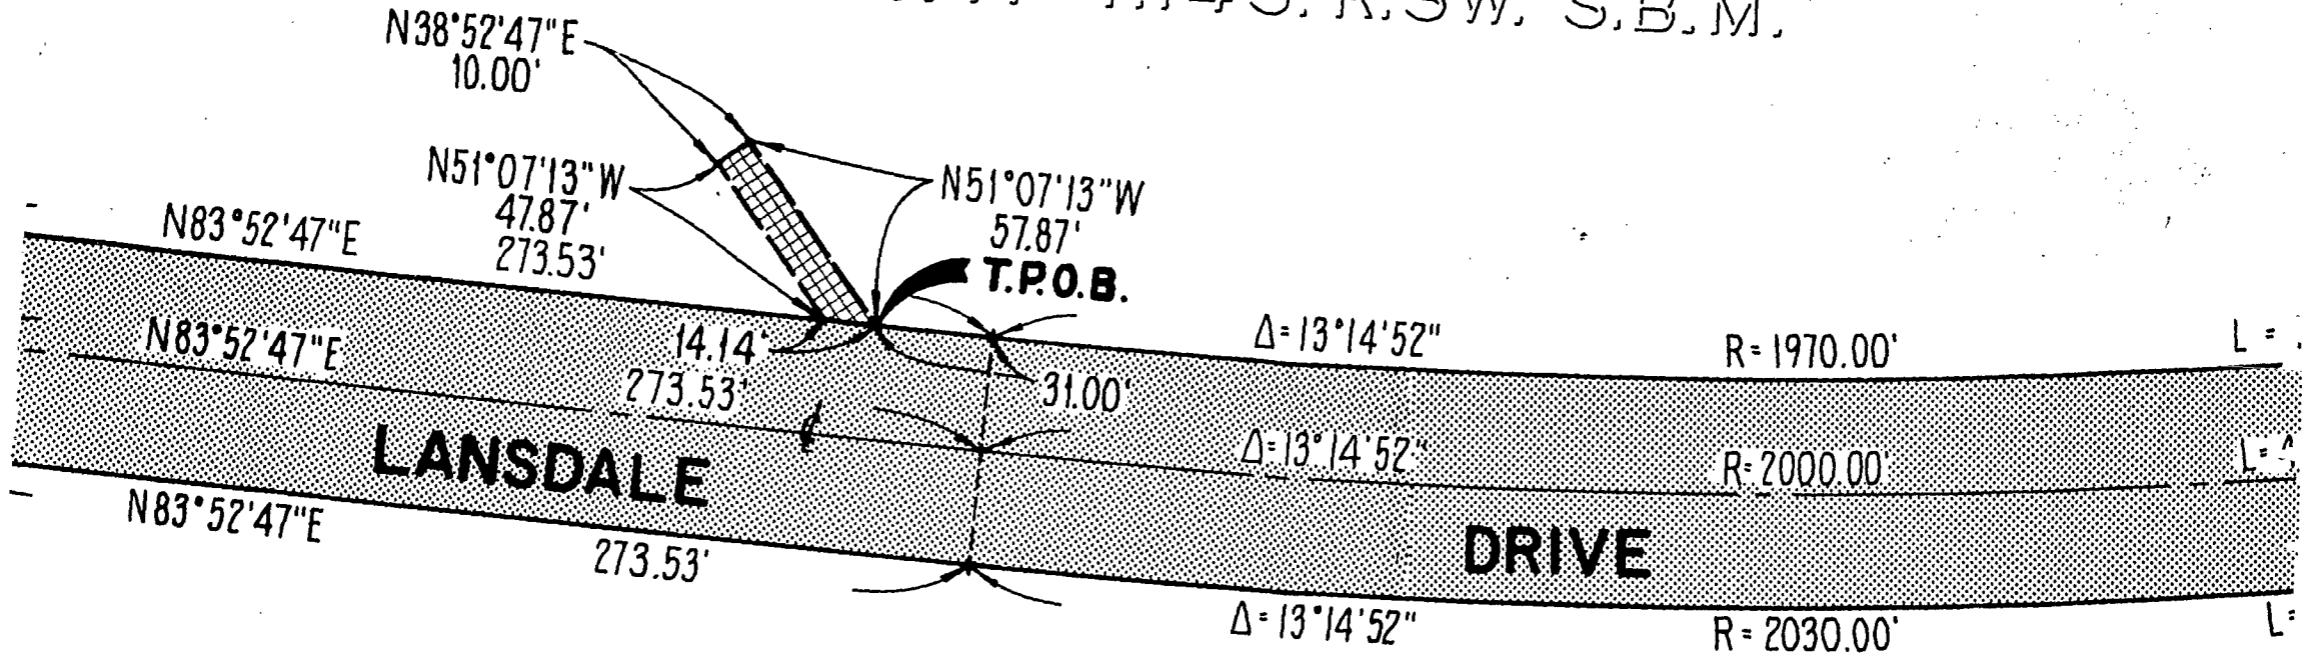 T.14S. R.3W. S.B.M.
N38°52'47"E
10.00'
N51°07'13"W
47.87'
N51°07'13"W
57.87'
T.P.O.B.
N83°52'47"E
273.53'
14.14'
31.00'
Δ=13°14'52"
R=1970.00'
L =
N83°52'47"E
273.53'
Δ=13°14'52"
R=2000.00'
L=
LANSDALE
DRIVE
N83°52'47"E
273.53'
Δ=13°14'52"
R=2030.00'
L=